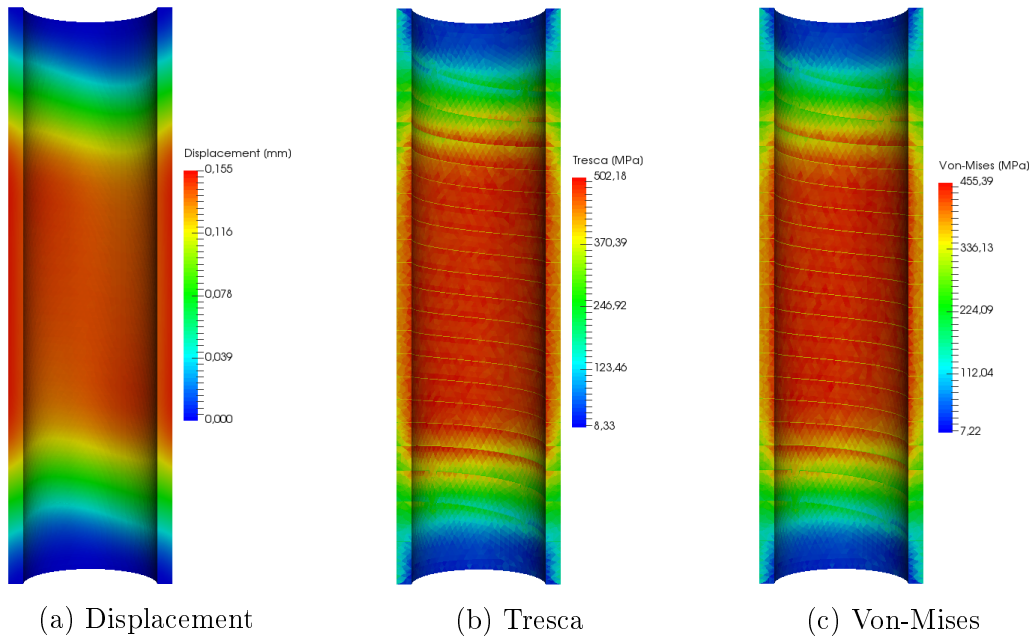 Displacement (mm)
0,155
0,116
0,078
0,039
0,000
Tresca (MPa)
502,18
370,39
246,92
123,46
8,33
Von-Mises (MPa)
455,39
336,13
224,09
112,04
7,22
(a) Displacement
(b) Tresca
(c) Von-Mises